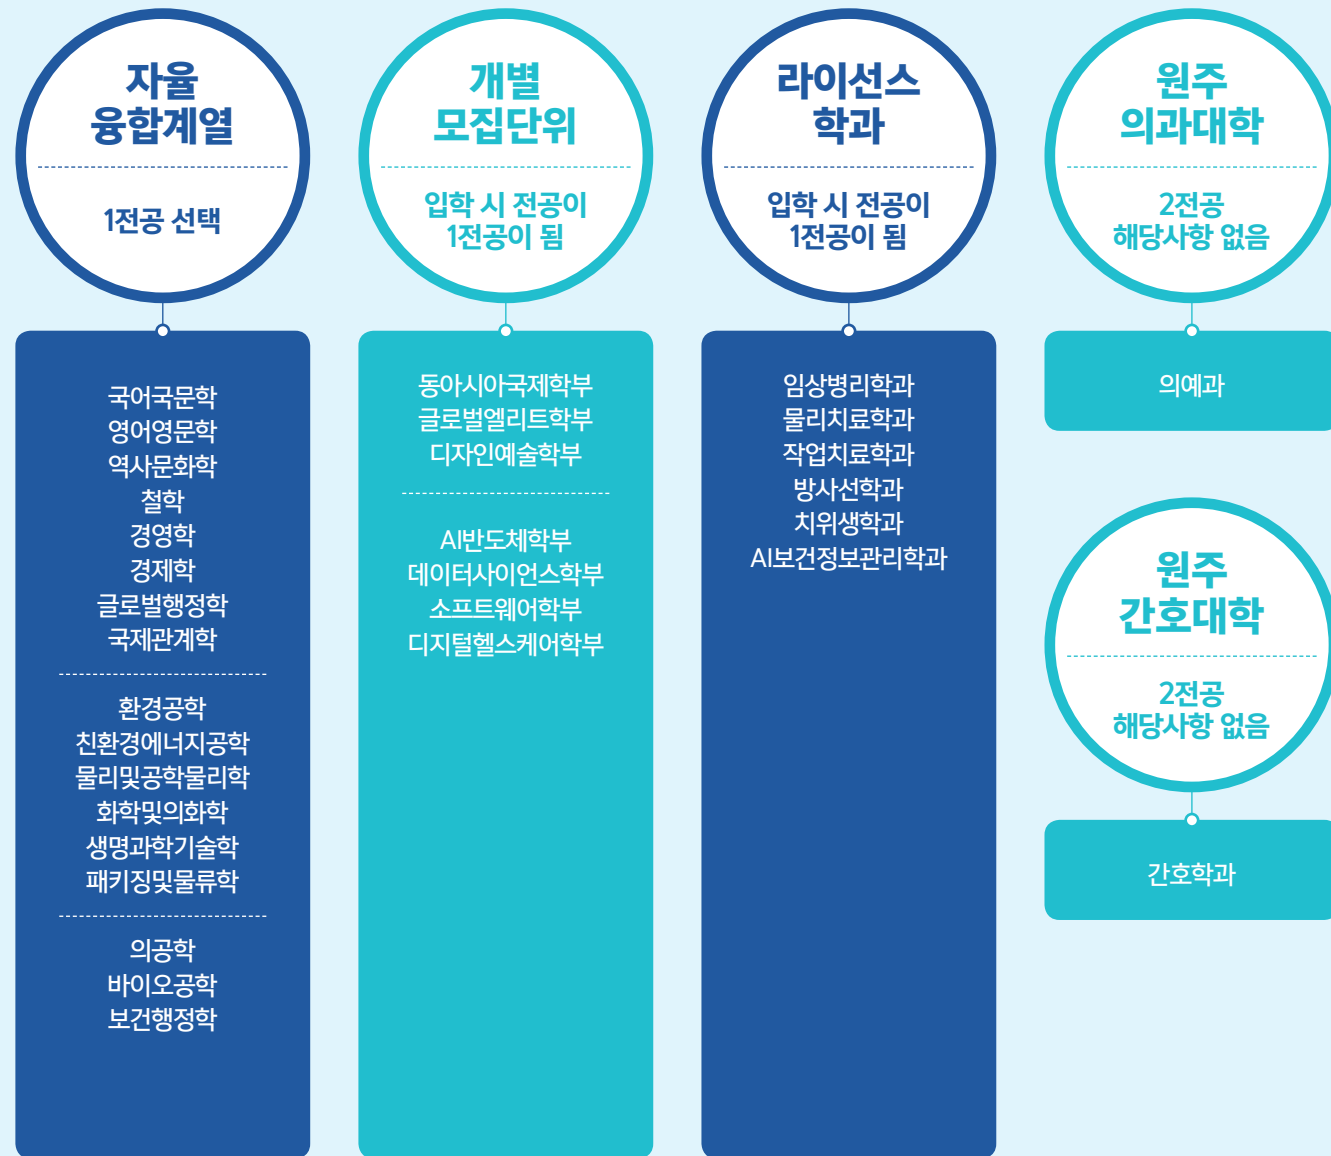 자율
융합계열
1전공 선택
국어국문학
영어영문학
역사문화학
철학
경영학
경제학
글로벌행정학
국제관계학
환경공학
친환경에너지공학
물리및공학물리학
화학및의화학
생명과학기술학
패키징및물류학
의공학
바이오공학
보건행정학
개별
모집단위
입학 시 전공이
1전공이 됨
동아시아국제학부
글로벌엘리트학부
디자인예술학부
AI반도체학부
데이터사이언스학부
소프트웨어학부
디지털헬스케어학부
라이선스
학과
입학 시 전공이
1전공이 됨
임상병리학과
물리치료학과
작업치료학과
방사선학과
치위생학과
AI보건정보관리학과
원주
의과대학
2전공
해당사항 없음
의예과
원주
간호대학
2전공
해당사항 없음
간호학과